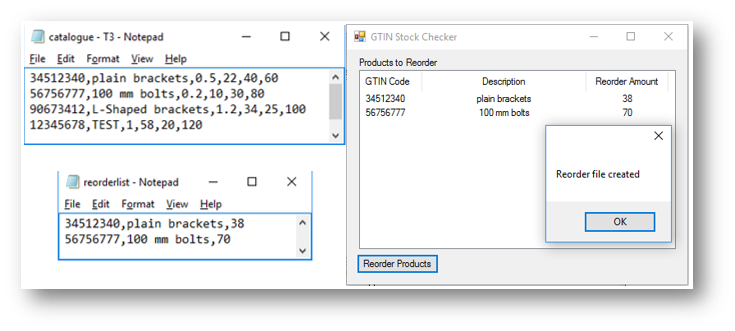 catalogue - T3 - Notepad
File Edit Format View Help
34512340,plain brackets,0.5,22,40,60
56756777,100 mm bolts,0.2,10,30,80
90673412,L-Shaped brackets,1.2,34,25,100
12345678,TEST,1,58,20,120
reorderlist - Notepad
File Edit Format View Help
34512340,plain brackets,38
56756777,100 mm bolts,70
GTIN Stock Checker
Products to Reorder
GTIN Code Description Reorder Amount
34512340 plain brackets 38
56756777 100 mm bolts 70
Reorder file created
OK
Reorder Products